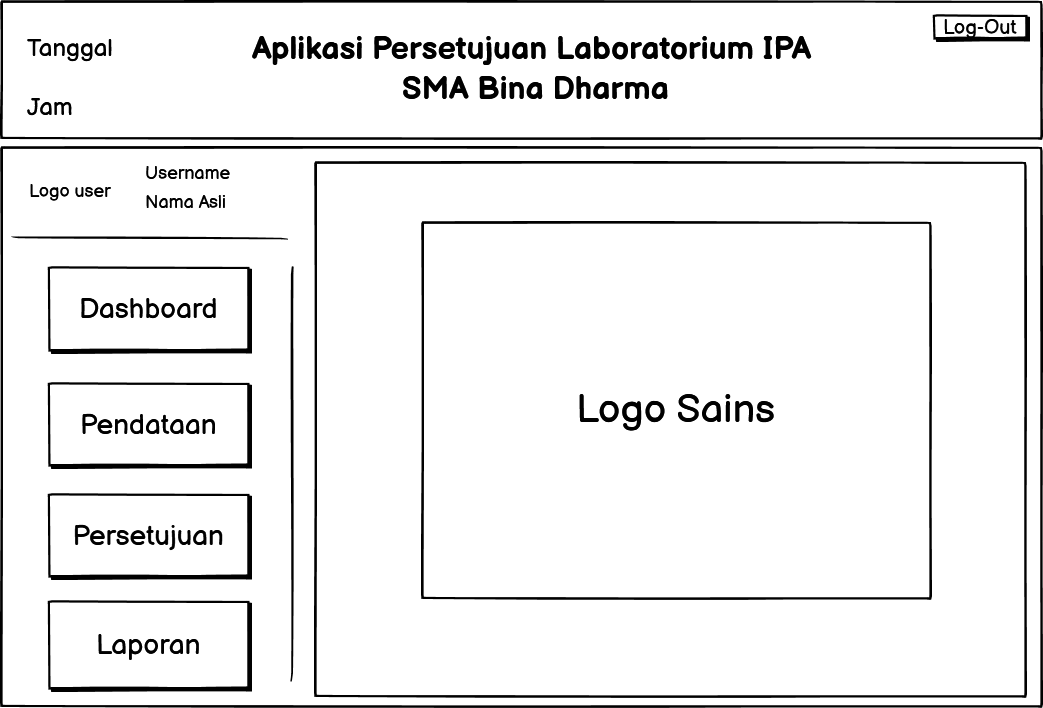 Tanggal
Aplikasi Persetujuan Laboratorium IPA
SMA Bina Dharma
Log-Out
Jam
Logo user
Username
Nama Asli
Dashboard
Pendataan
Persetujuan
Laporan
Logo Sains